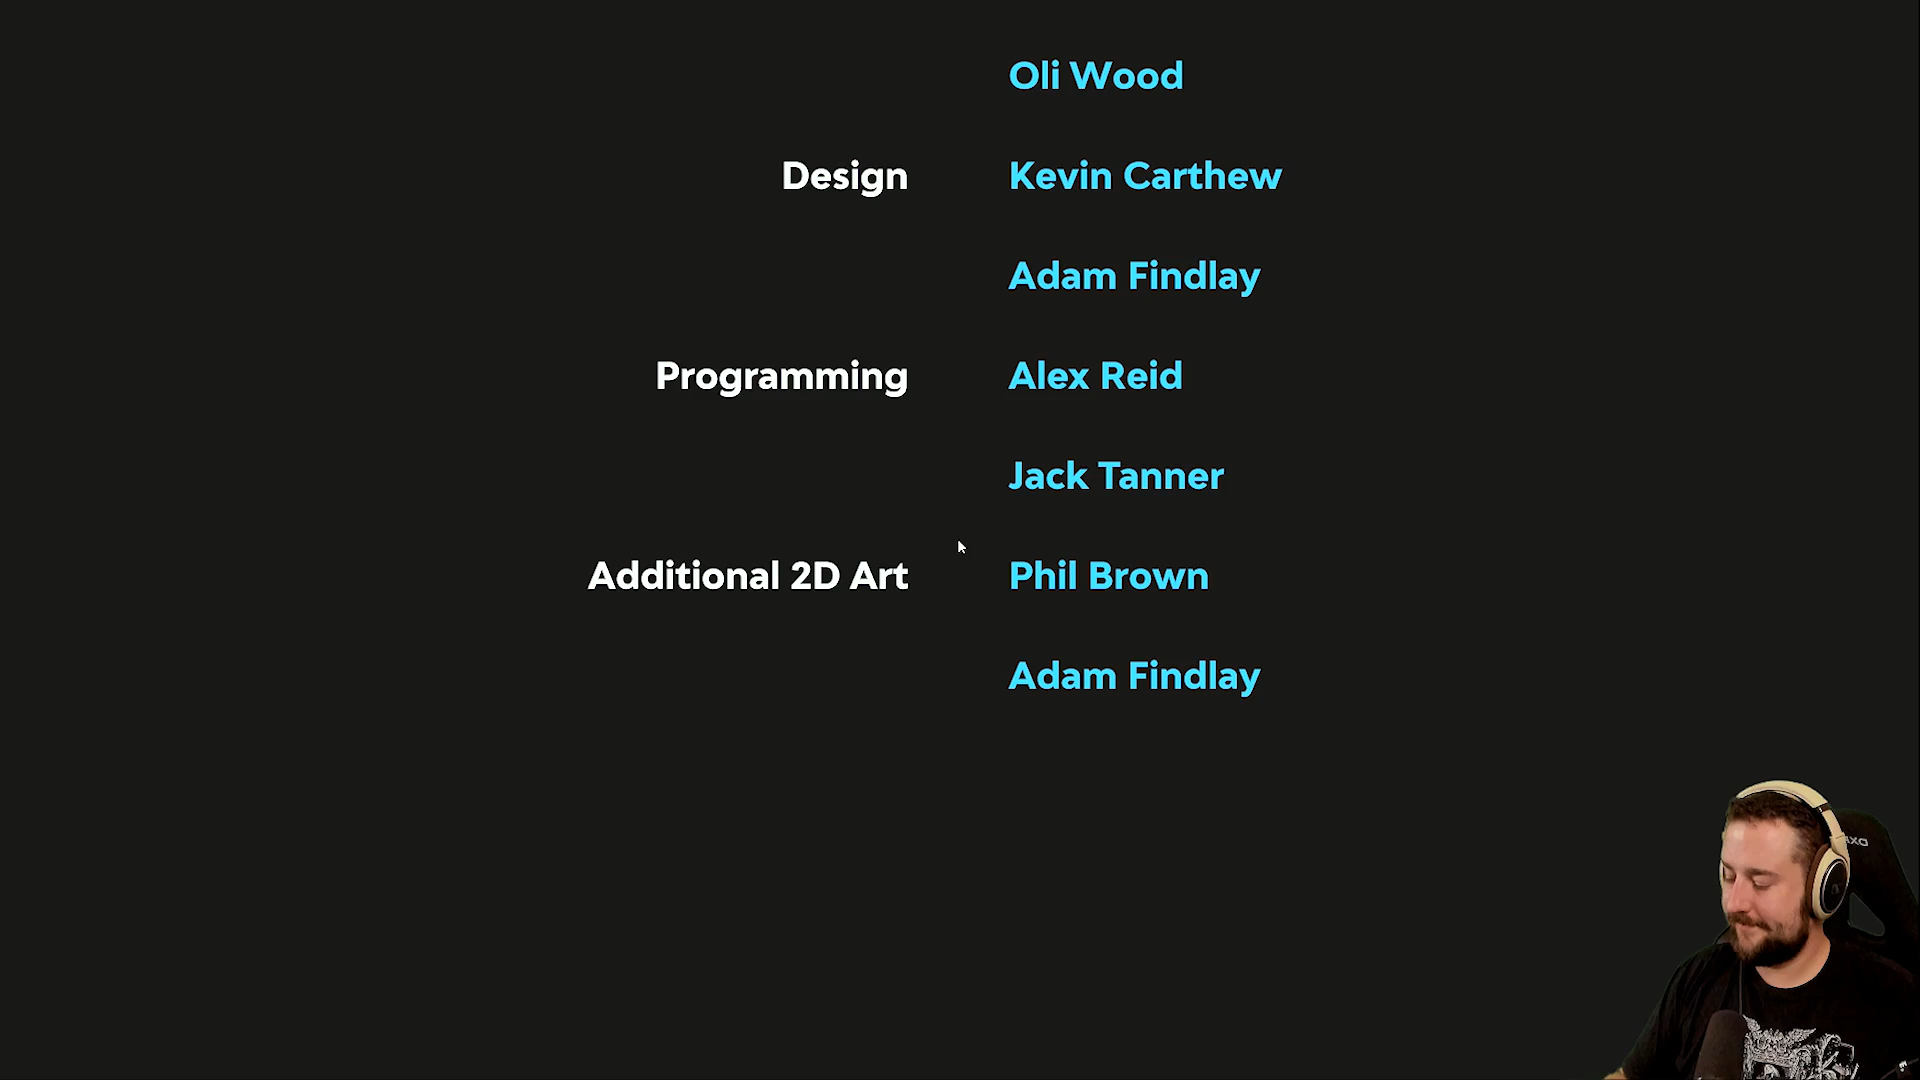 Oli Wood
Design Kevin Carthew
Adam Findlay
Programming Alex Reid
Jack Tanner
Additional 2D Art Phil Brown
Adam Findlay